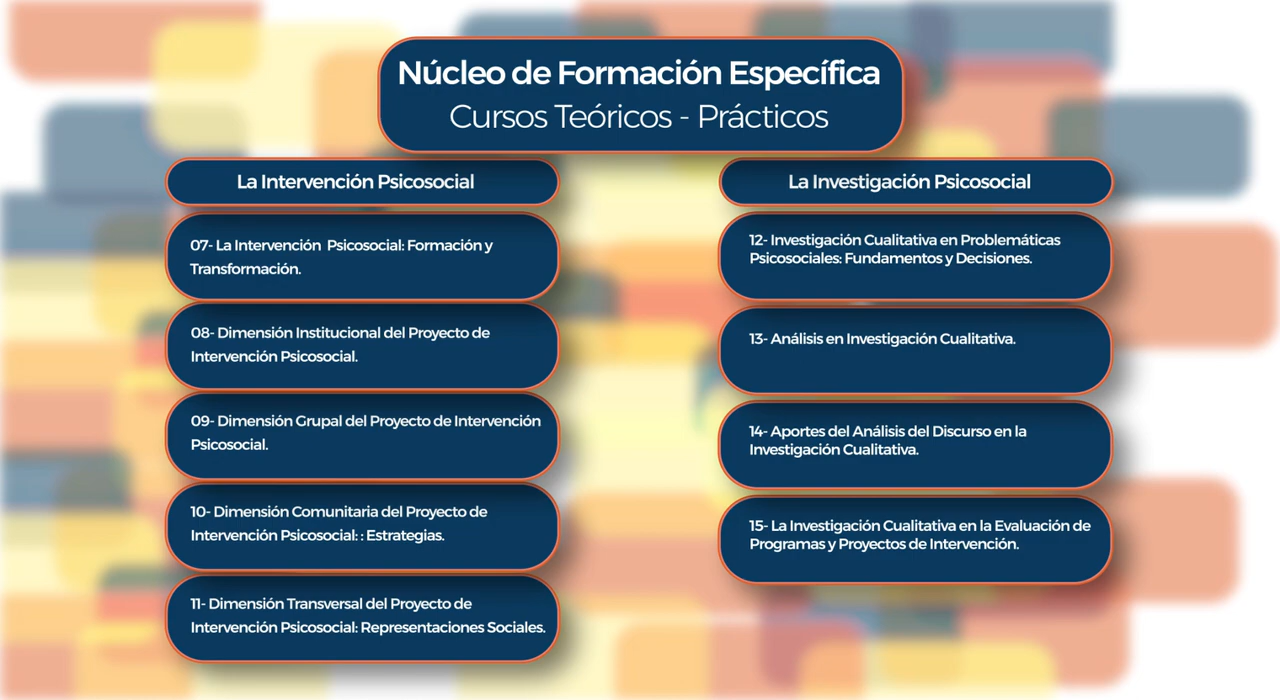 Núcleo de Formación Específica
Cursos Teóricos - Prácticos
La Intervención Psicosocial
07- La Intervención  Psicosocial: Formación y
Transformación.
08- Dimensión Institucional del Proyecto de
Intervención Psicosocial.
09- Dimensión Grupal del Proyecto de Intervención
Psicosocial.
10- Dimensión Comunitaria del Proyecto de
Intervención Psicosocial: : Estrategias.
11- Dimensión Transversal del Proyecto de
Intervención Psicosocial: Representaciones Sociales.
La Investigación Psicosocial
12- Investigación Cualitativa en Problemáticas
Psicosociales: Fundamentos y Decisiones.
13- Análisis en Investigación Cualitativa.
14- Aportes del Análisis del Discurso en la
Investigación Cualitativa.
15- La Investigación Cualitativa en la Evaluación de
Programas y Proyectos de Intervención.